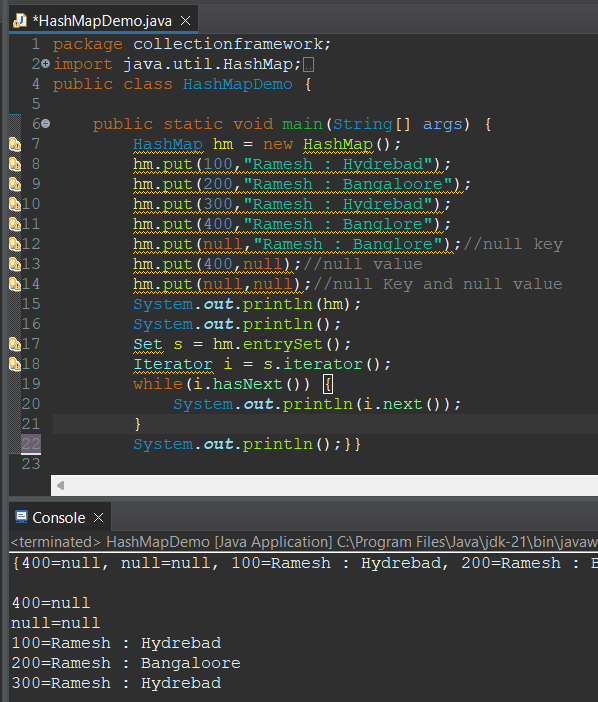 *HashMapDemo.java
1 package collectionframework;
2 import java.util.HashMap;
4 public class HashMapDemo {
5
6 public static void main(String[] args) {
7 HashMap hm = new HashMap();
8 hm.put(100,"Ramesh : Hydrebad");
9 hm.put(200,"Ramesh : Bangaloore");
10 hm.put(300,"Ramesh : Hydrebad");
11 hm.put(400,"Ramesh : Banglore");
12 hm.put(null,"Ramesh : Banglore");//null key
13 hm.put(400,null);//null value
14 hm.put(null,null);//null Key and null value
15 System.out.println(hm);
16 System.out.println();
17 Set s = hm.entrySet();
18 Iterator i = s.iterator();
19 while(i.hasNext()) {
20 System.out.println(i.next());
21 }
22 System.out.println();}}
23
Console
<terminated> HashMapDemo [Java Application] C:\Program Files\Java\jdk-21\bin\javaw
{400=null, null=null, 100=Ramesh : Hydrebad, 200=Ramesh : B
400=null
null=null
100=Ramesh : Hydrebad
200=Ramesh : Bangaloore
300=Ramesh : Hydrebad